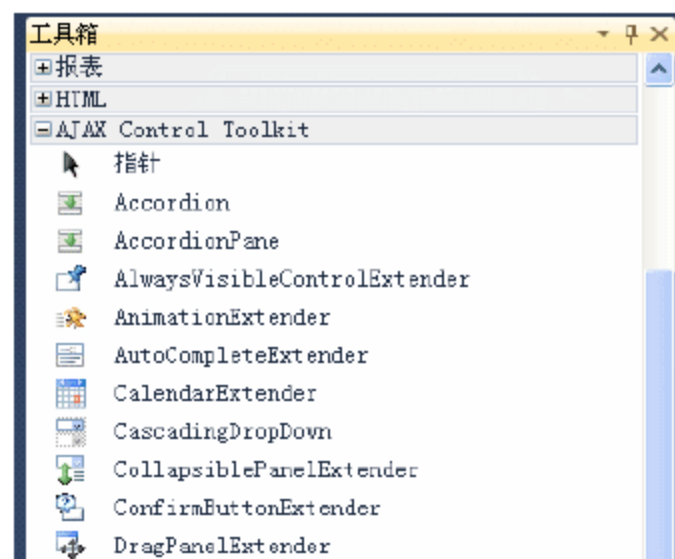 工具箱
报表
HTML
AJAX Control Toolkit
指针
Accordion
AccordionPane
AlwaysVisibleControlExtender
AnimationExtender
AutoCompleteExtender
CalendarExtender
CascadingDropDown
CollapsiblePanelExtender
ConfirmButtonExtender
DragPanelExtender